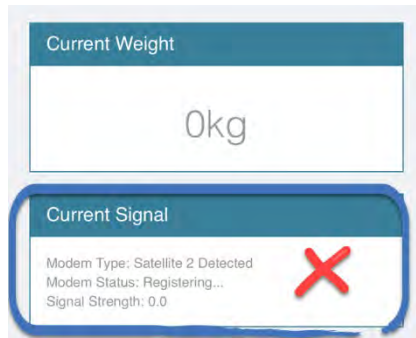 Current Weight
0kg
Current Signal
Modem Type: Satellite 2 Detected
Modem Status: Registering...
Signal Strength: 0.0